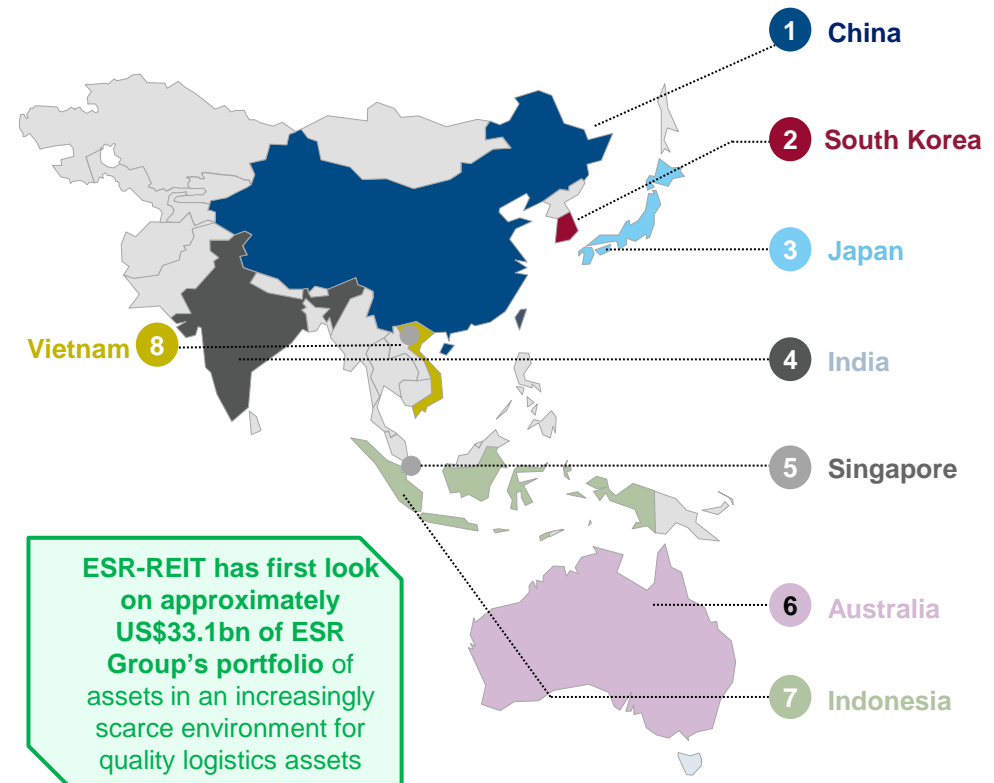 1 China
2 South Korea
3 Japan
Vietnam 8
4 India
5 Singapore
ESR-REIT has first look
on approximately
US$33.1bn of ESR
Group's portfolio of
assets in an increasingly
scarce environment for
quality logistics assets
6 Australia
7 Indonesia